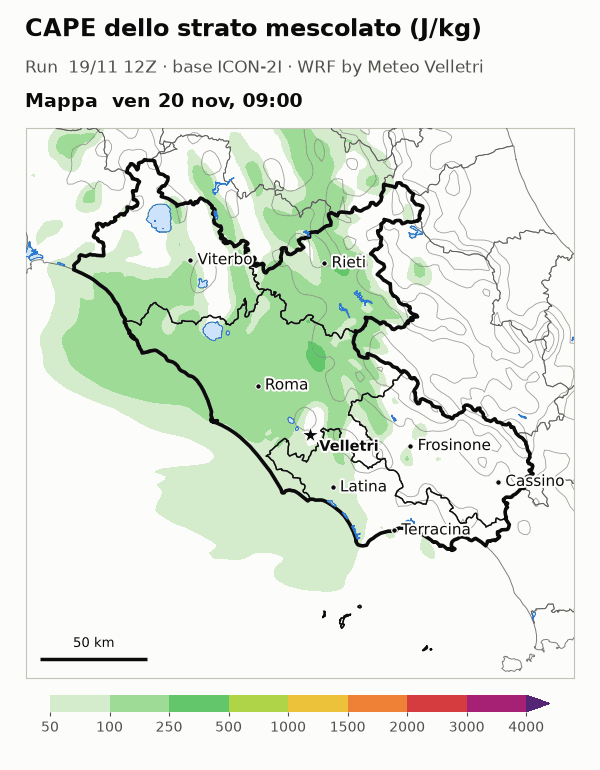 CAPE dello strato mescolato (J/kg)
Run  19/11 12Z · base ICON-2I · WRF by Meteo Velletri
Mappa  ven 20 nov, 09:00
Viterbo
Rieti
Roma
Velletri
Frosinone
Cassino
Latina
Terracina
50 km
50 100 250 500 1000 1500 2000 3000 4000